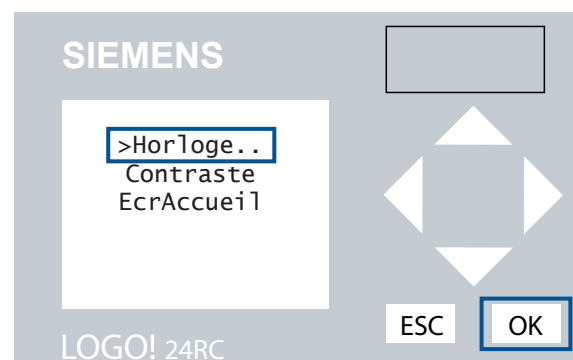 SIEMENS
>Horloge..
Contraste
EcrAccueil
ESC
OK
LOGO! 24RC